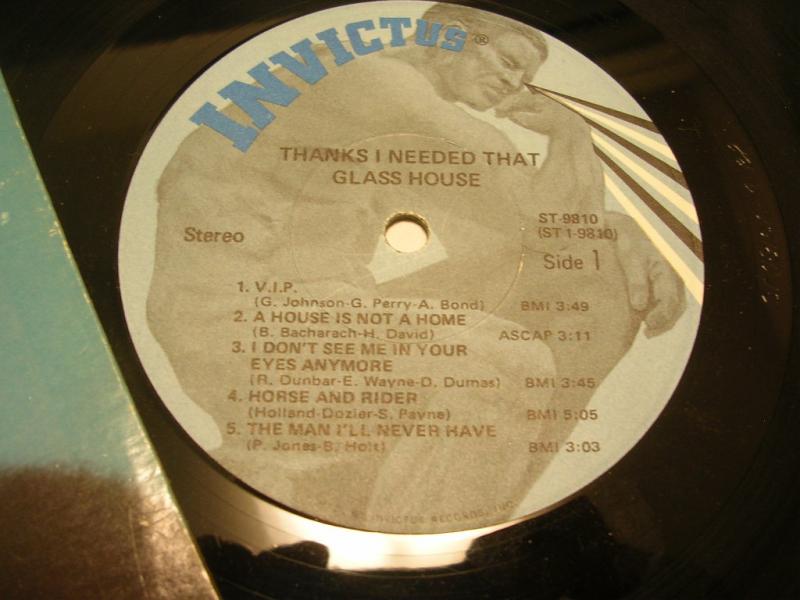 INVICTUS®
THANKS I NEEDED THAT
GLASS HOUSE
Stereo
ST-9810
(ST 1-9810)
Side 1
1. V.I.P.
(G. Johnson-G. Perry-A. Bond) BMI 3:49
2. A HOUSE IS NOT A HOME
(B. Bacharach-H. David) ASCAP 3:11
3. I DON'T SEE ME IN YOUR
EYES ANYMORE
(R. Dunbar-E. Wayne-D. Dumas) BMI 3:45
4. HORSE AND RIDER
(Holland-Dozier-S. Payne) BMI 5:05
5. THE MAN I'LL NEVER HAVE
(P. Jones-B. Holt) BMI 3:03
INVICTUS RECORDS, INC.